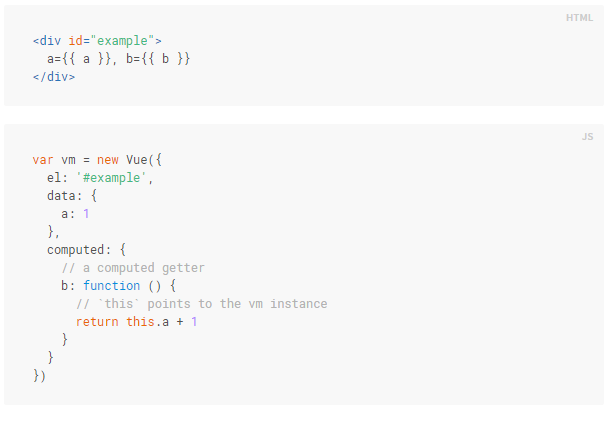 HTML
<div id="example">
  a={{ a }}, b={{ b }}
</div>
JS
var vm = new Vue({
  el: '#example',
  data: {
    a: 1
  },
  computed: {
    // a computed getter
    b: function () {
      // `this` points to the vm instance
      return this.a + 1
    }
  }
})